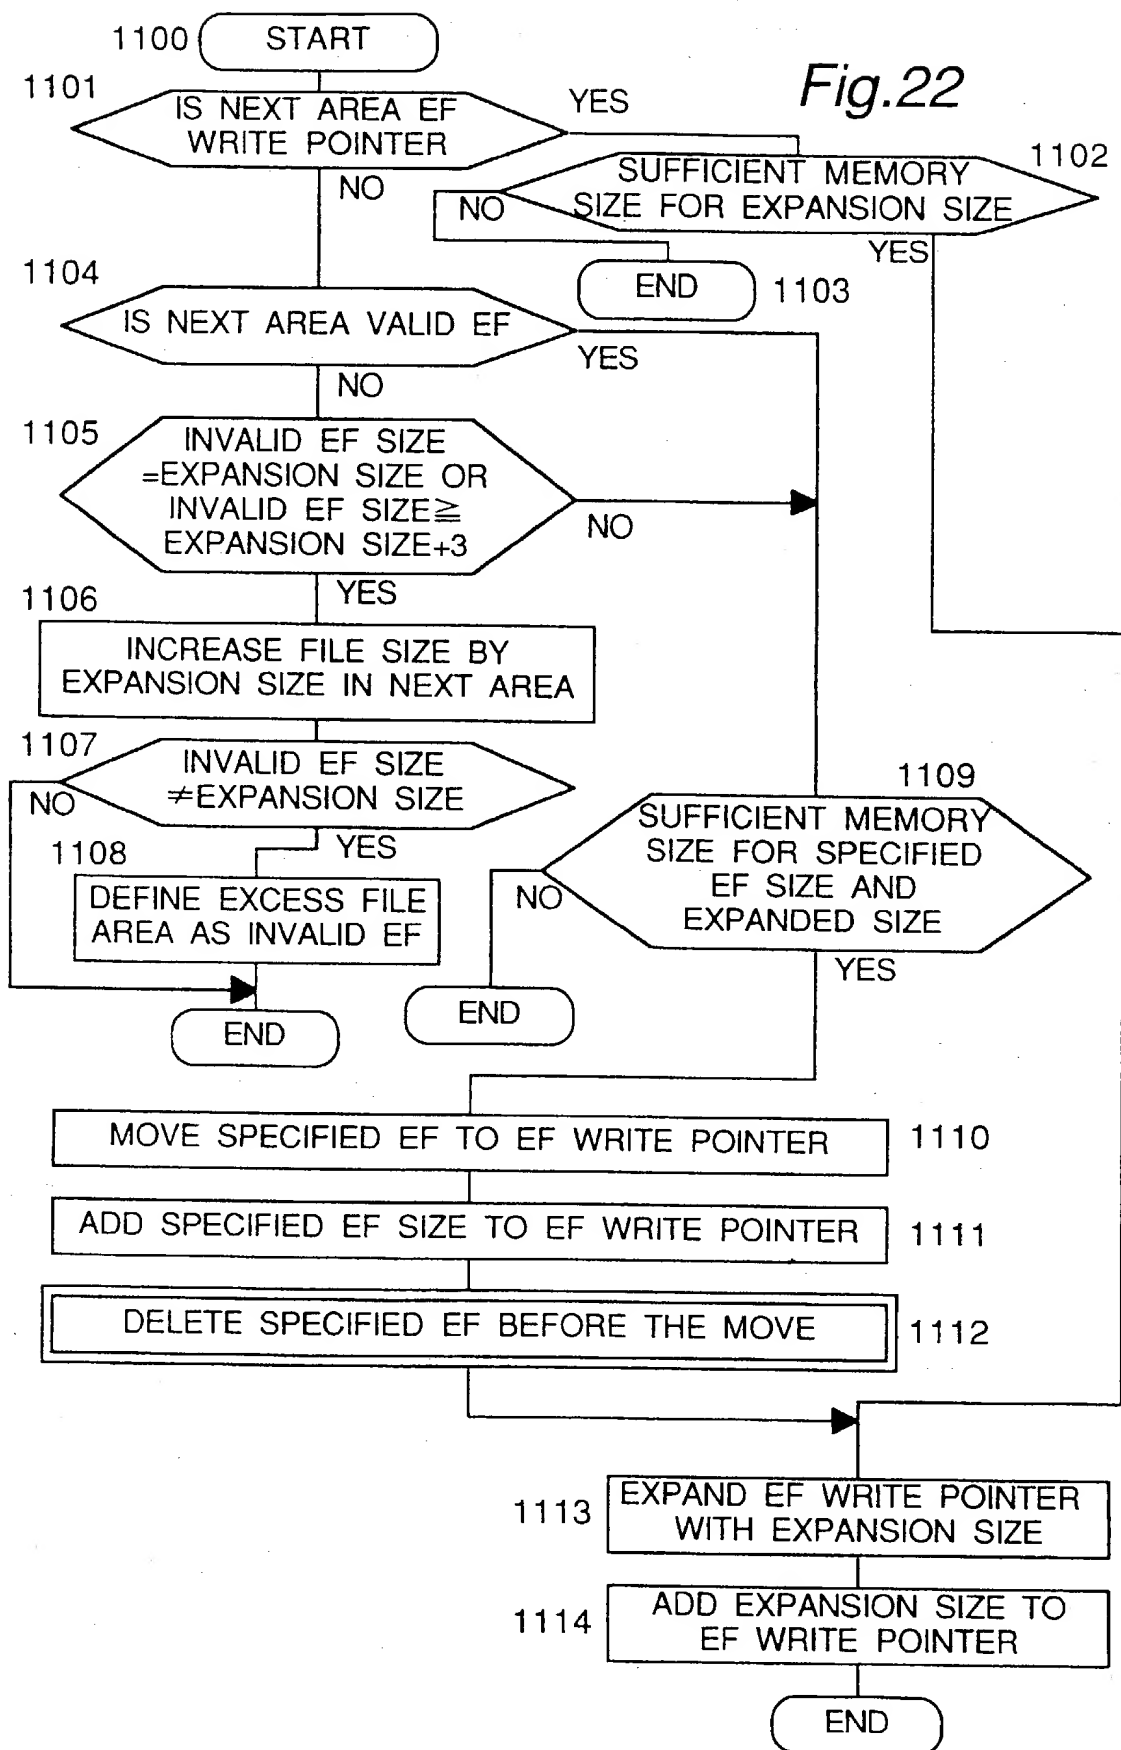 1100
START
Fig.22
1101
IS NEXT AREA EF
WRITE POINTER
YES
NO
1102
SUFFICIENT MEMORY
SIZE FOR EXPANSION SIZE
NO
YES
END
1103
1104
IS NEXT AREA VALID EF
YES
NO
1105
INVALID EF SIZE
=EXPANSION SIZE OR
INVALID EF SIZE≧
EXPANSION SIZE+3
NO
YES
1106
INCREASE FILE SIZE BY
EXPANSION SIZE IN NEXT AREA
1107
INVALID EF SIZE
≠EXPANSION SIZE
NO
YES
1108
DEFINE EXCESS FILE
AREA AS INVALID EF
END
1109
SUFFICIENT MEMORY
SIZE FOR SPECIFIED
EF SIZE AND
EXPANDED SIZE
NO
YES
END
MOVE SPECIFIED EF TO EF WRITE POINTER
1110
ADD SPECIFIED EF SIZE TO EF WRITE POINTER
1111
DELETE SPECIFIED EF BEFORE THE MOVE
1112
1113
EXPAND EF WRITE POINTER
WITH EXPANSION SIZE
1114
ADD EXPANSION SIZE TO
EF WRITE POINTER
END